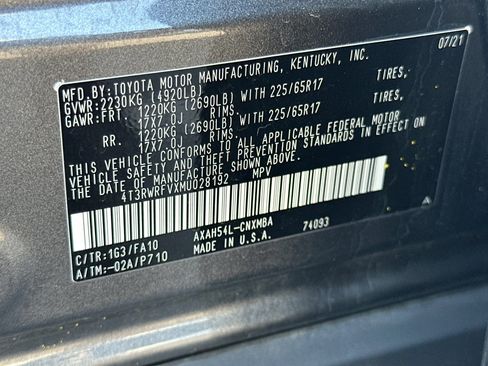 MFD.BY:TOYOTA MOTOR MANUFACTURING, KENTUCKY, INC. 07/21
GVWR:2230KG (4920LB)
GAWR:FRT. 1220KG (2690LB) WITH 225/65R17 TIRES,
17X7.0J RIMS.
RR. 1220KG (2690LB) WITH 225/65R17 TIRES,
17X7.0J RIMS.
THIS VEHICLE CONFORMS TO ALL APPLICABLE FEDERAL MOTOR
VEHICLE SAFETY AND THEFT PREVENTION STANDARDS IN EFFECT ON
THE DATE OF MANUFACTURE SHOWN ABOVE.
4T3RWRFVXMU028192 MPV
C/TR:1G3/FA10 AXAH54L-CNXMBA 74093
A/TM:-02A/P710 MADE IN U.S.A. A